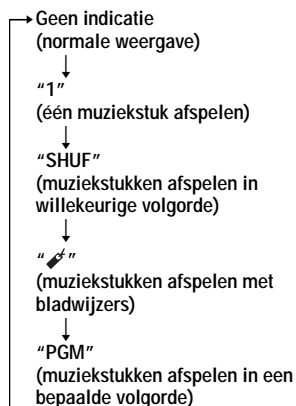 Geen indicatie
(normale weergave)
“1”
(één muziekstuk afspelen)
“SHUF”
(muziekstukken afspelen in
willekeurige volgorde)
“ ”
(muziekstukken afspelen met
bladwijzers)
“PGM”
(muziekstukken afspelen in een
bepaalde volgorde)